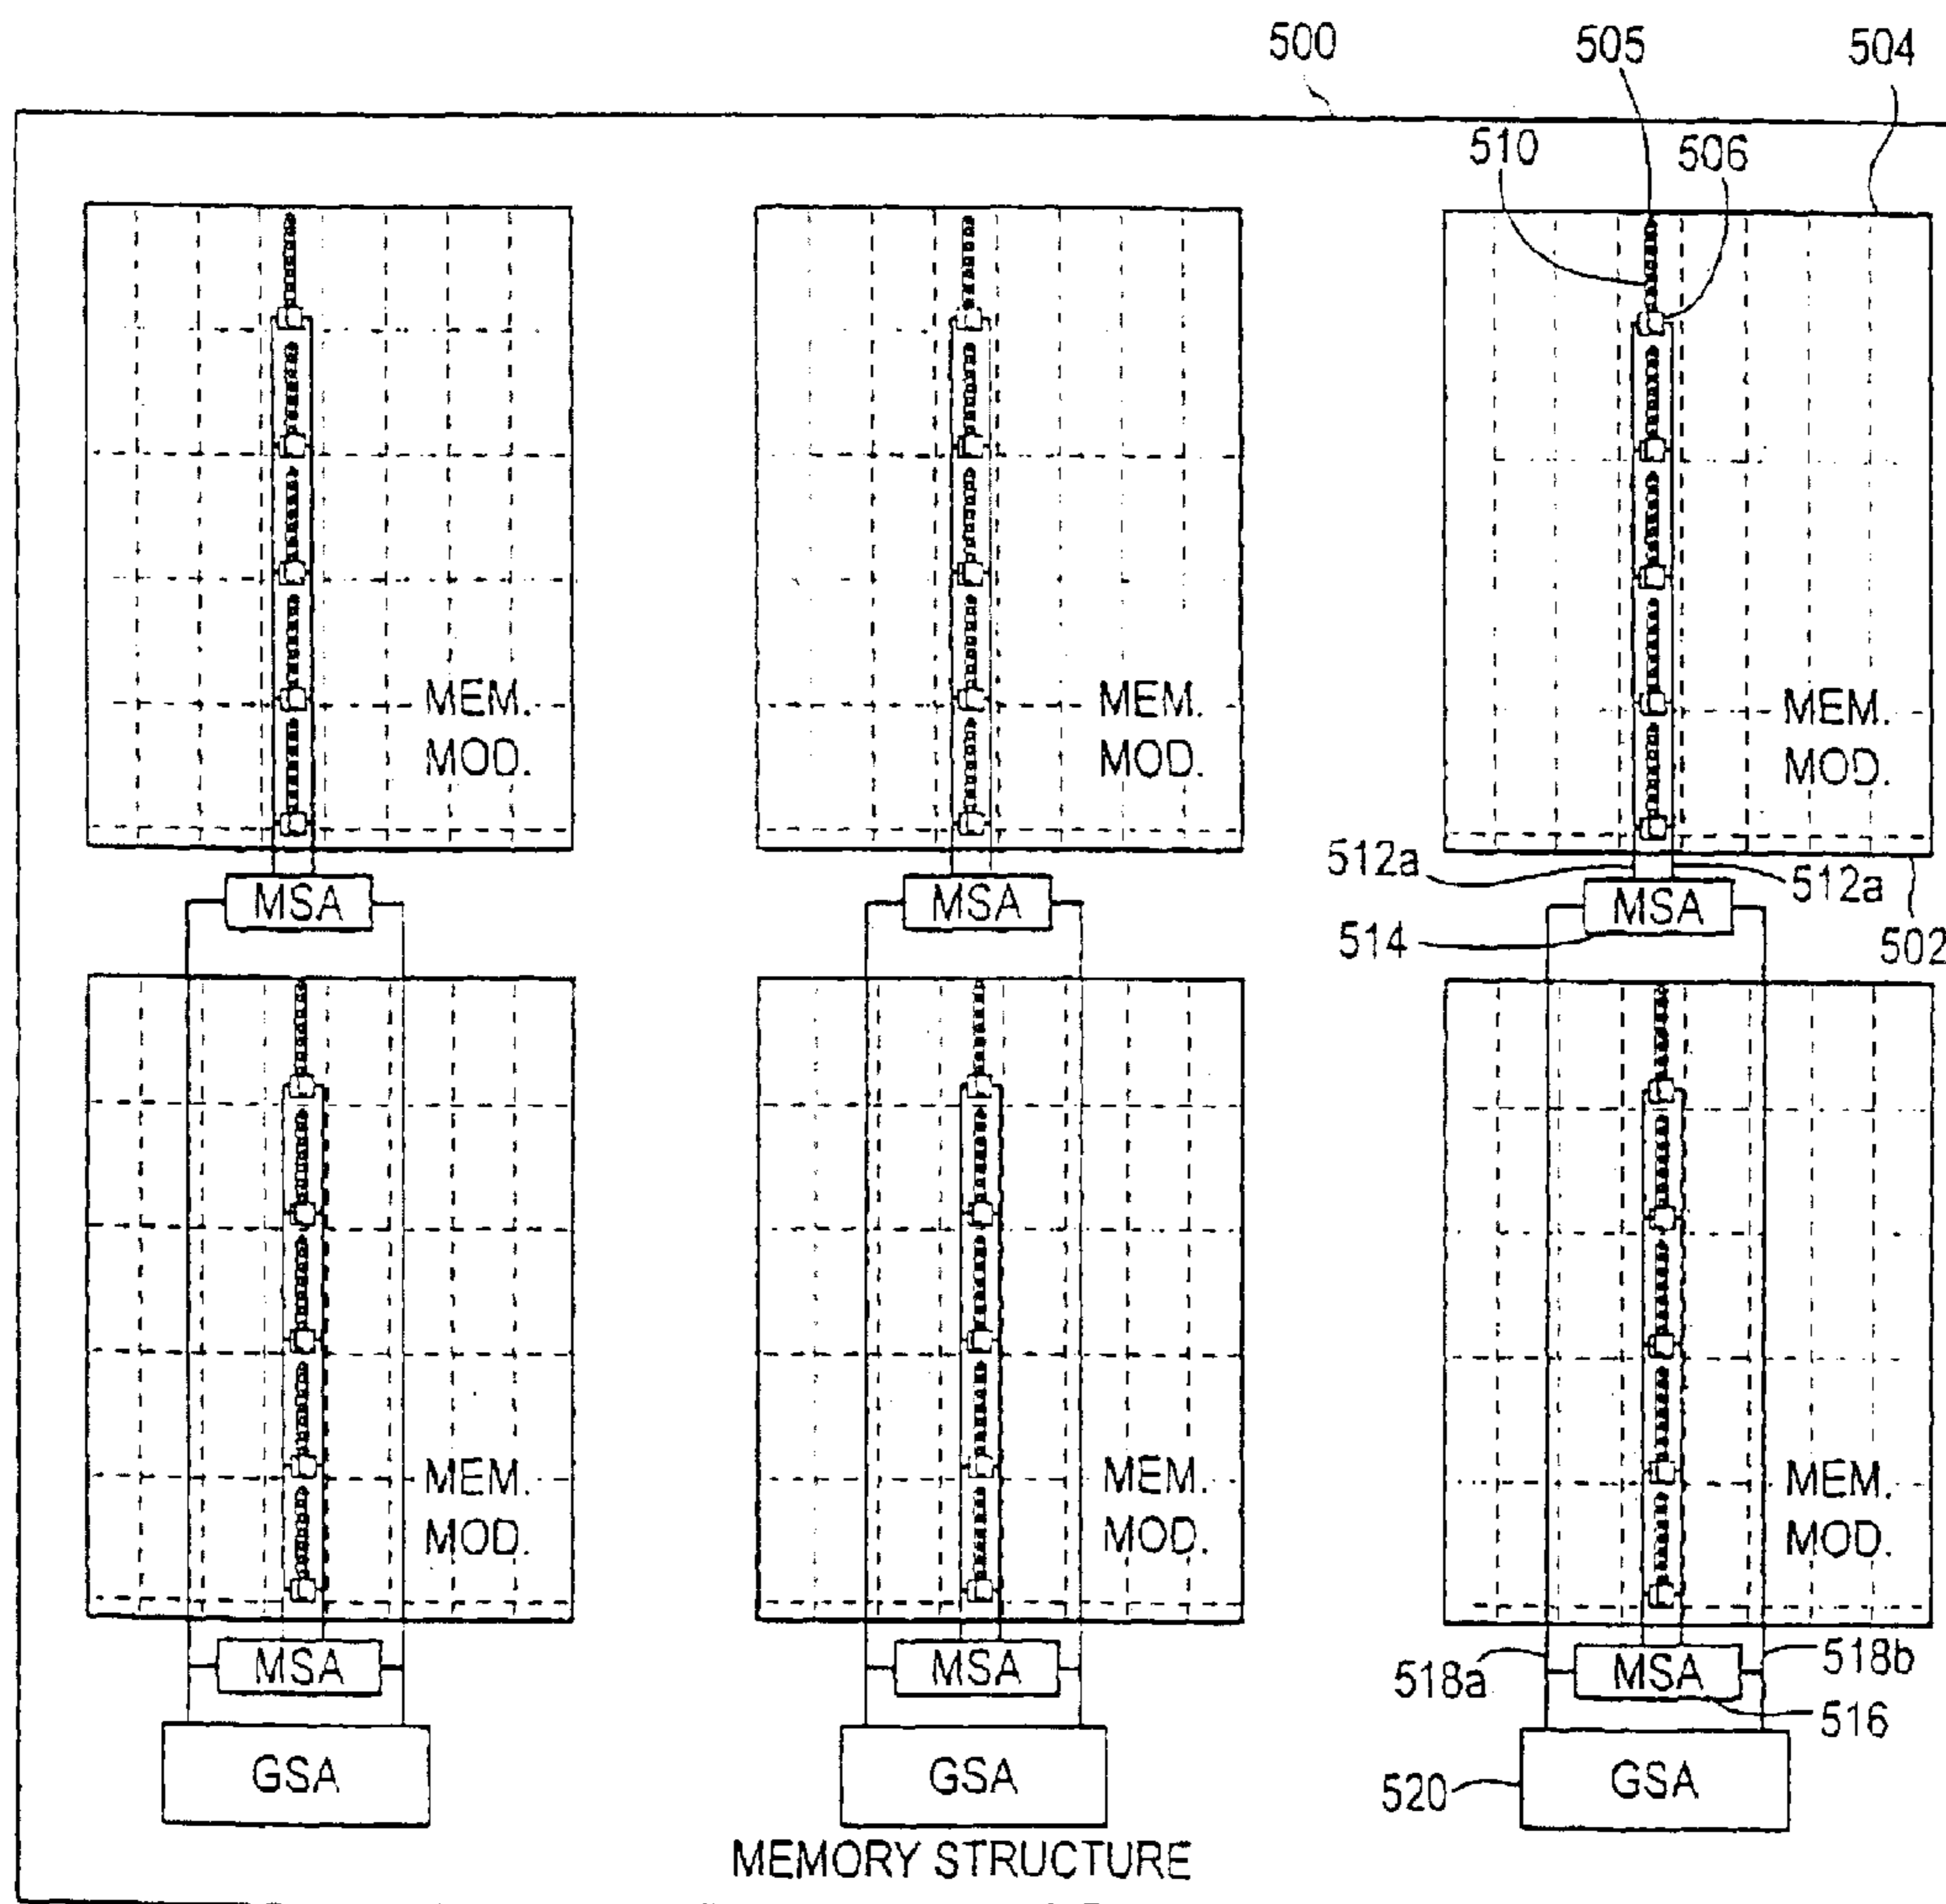 500
505
504
510
506
MEM.
MOD.
MEM.
MOD.
MEM.
MOD.
512a
512a
MSA
MSA
MSA
514
502
MEM.
MOD.
MEM.
MOD.
MEM.
MOD.
518a
518b
MSA
MSA
MSA
516
GSA
GSA
520
GSA
MEMORY STRUCTURE